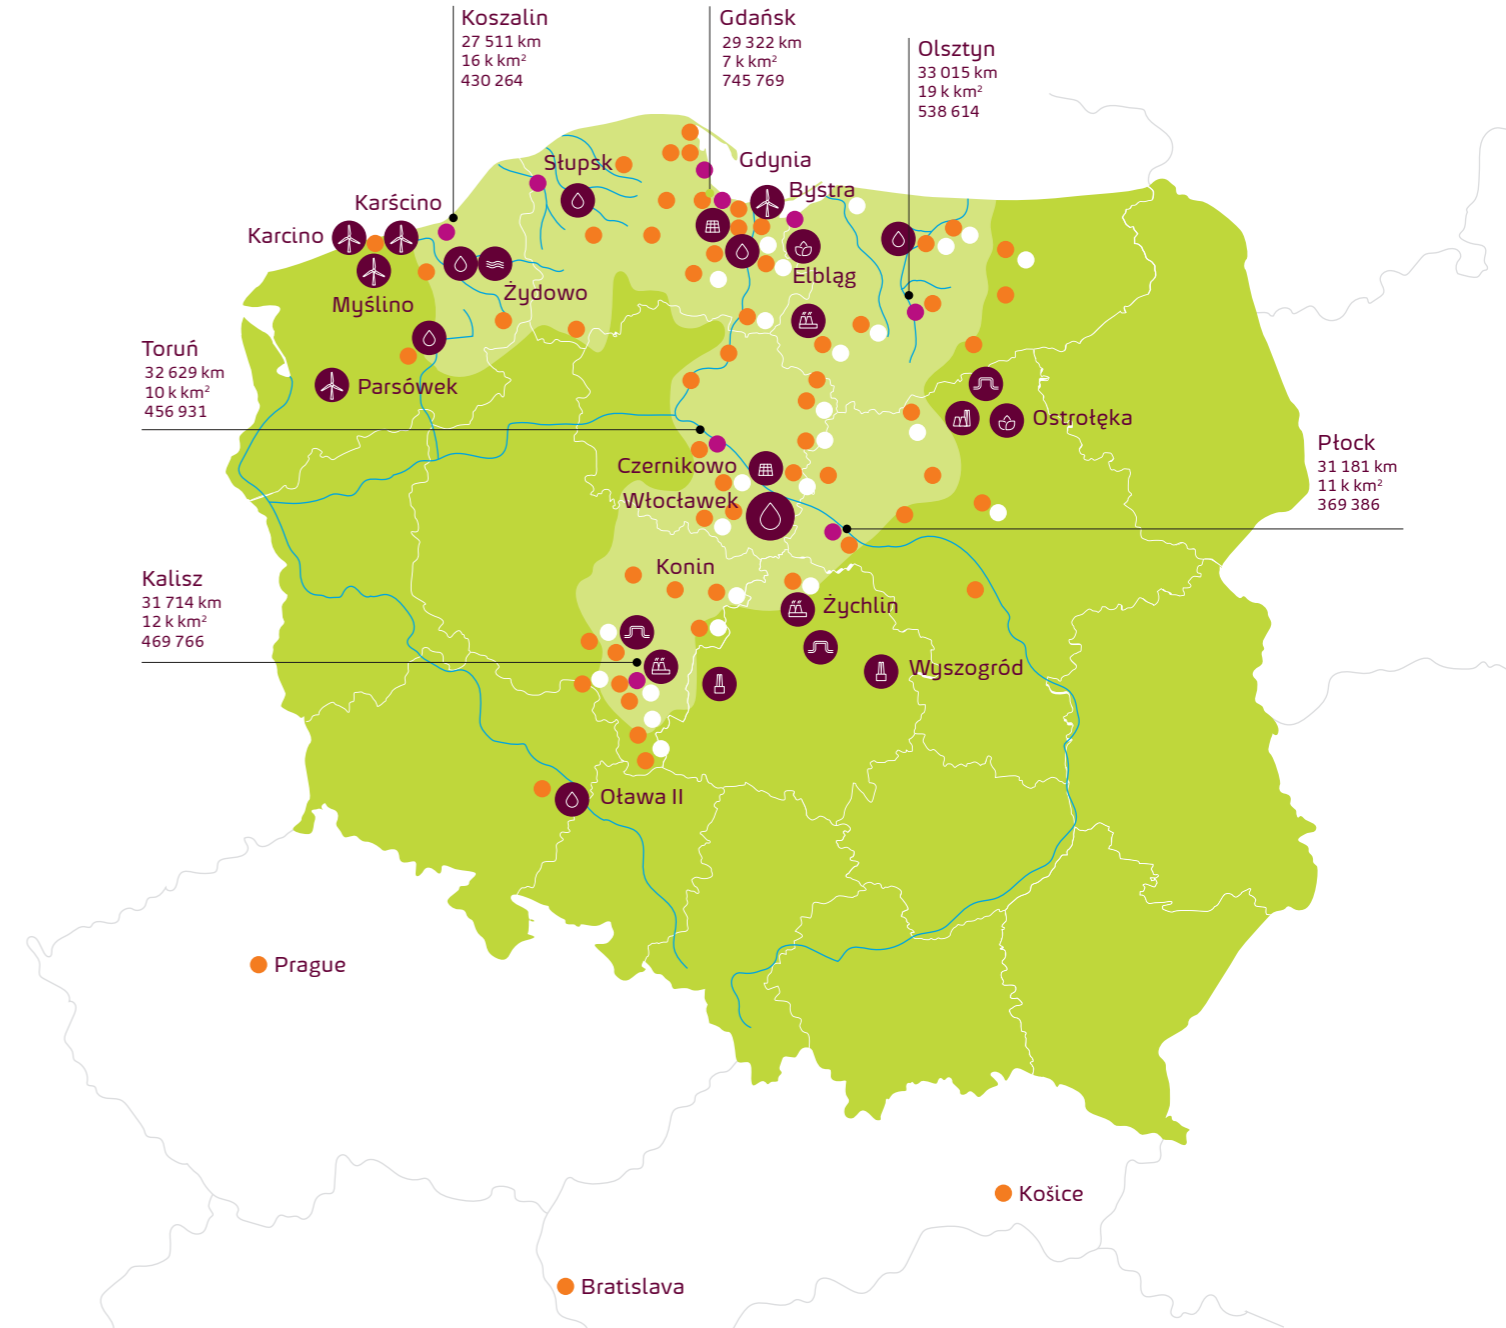 Koszalin
27 511 km
16 k km²
430 264
Gdańsk
29 322 km
7 k km²
745 769
Olsztyn
33 015 km
19 k km²
538 614
Słupsk
Gdynia
Bystra
Karścino
Karcino
Elbląg
Żydowo
Myślino
Toruń
32 629 km
10 k km²
456 931
Parsówek
Ostrołęka
Płock
31 181 km
11 k km²
369 386
Czernikowo
Włocławek
Konin
Kalisz
31 714 km
12 k km²
469 766
Żychlin
Wyszogród
Oława II
Prague
Košice
Bratislava